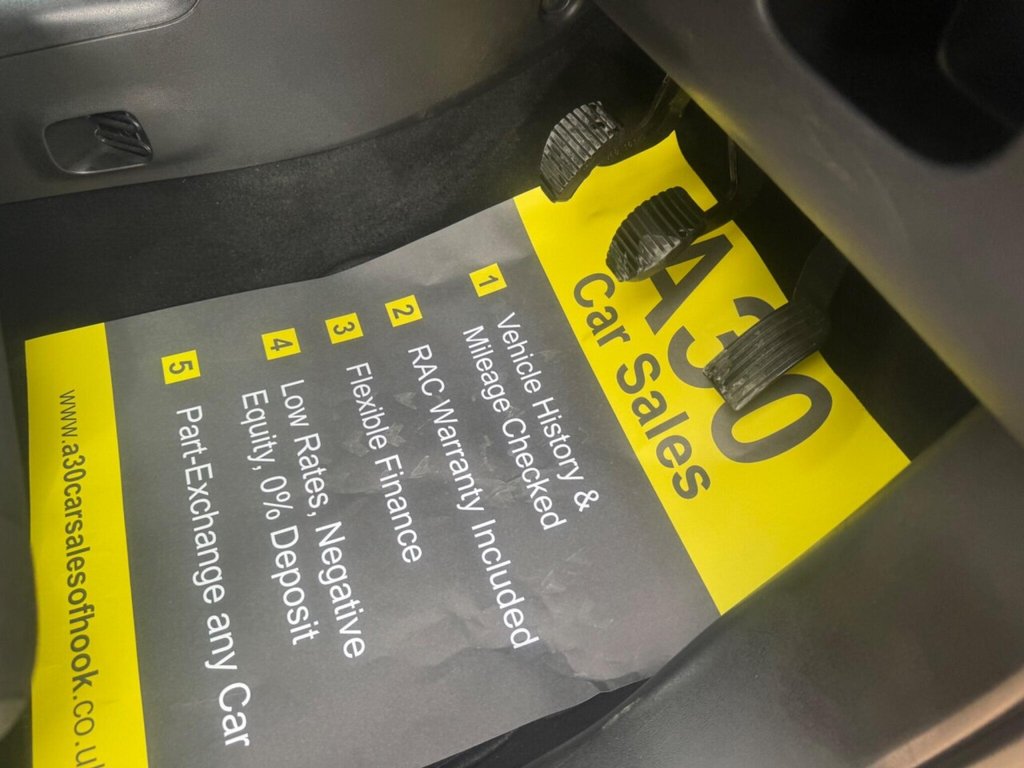 A30
Car Sales
1 Vehicle History &
Mileage Checked
2 RAC Warranty Included
3 Flexible Finance
4 Low Rates, Negative
Equity, 0% Deposit
5 Part-Exchange any Car
www.a30carsalesofhook.co.uk